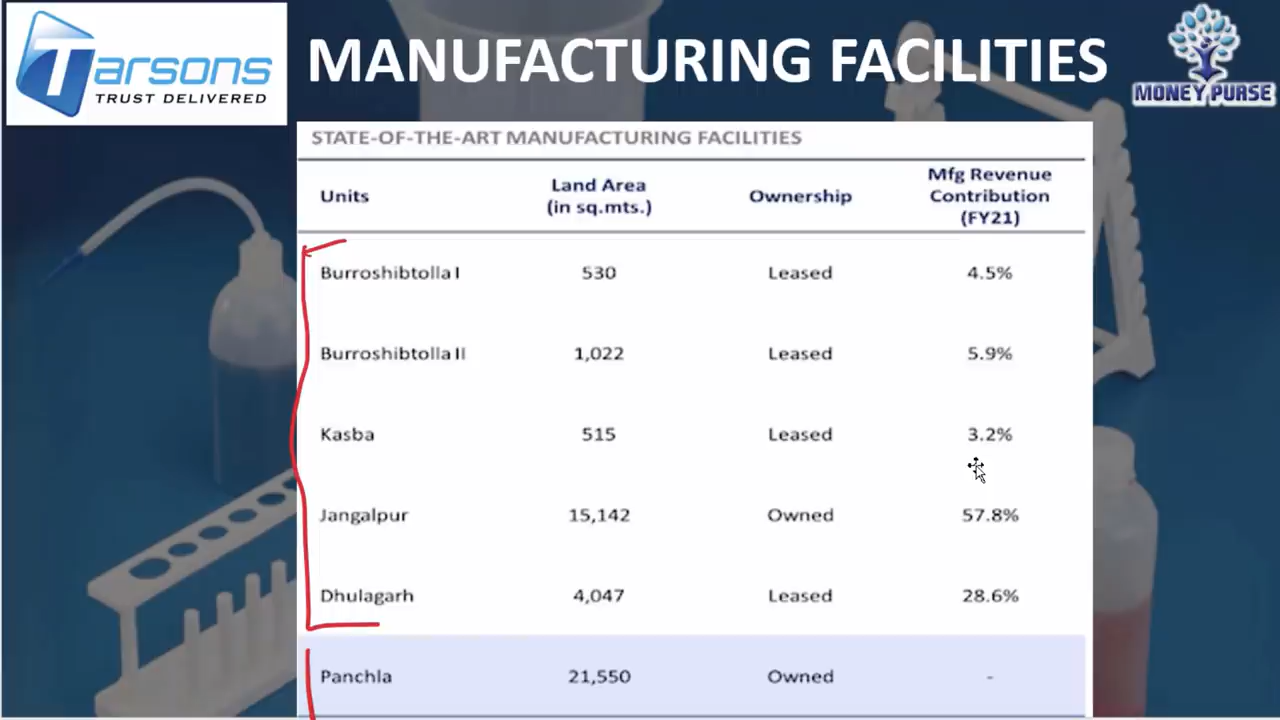 Tarsons
TRUST DELIVERED
MANUFACTURING FACILITIES
MONEY PURSE
STATE-OF-THE-ART MANUFACTURING FACILITIES
Units Land Area (in sq.mts.) Ownership Mfg Revenue Contribution (FY21)
Burroshibtolla I 530 Leased 4.5%
Burroshibtolla II 1,022 Leased 5.9%
Kasba 515 Leased 3.2%
Jangalpur 15,142 Owned 57.8%
Dhulagarh 4,047 Leased 28.6%
Panchla 21,550 Owned -